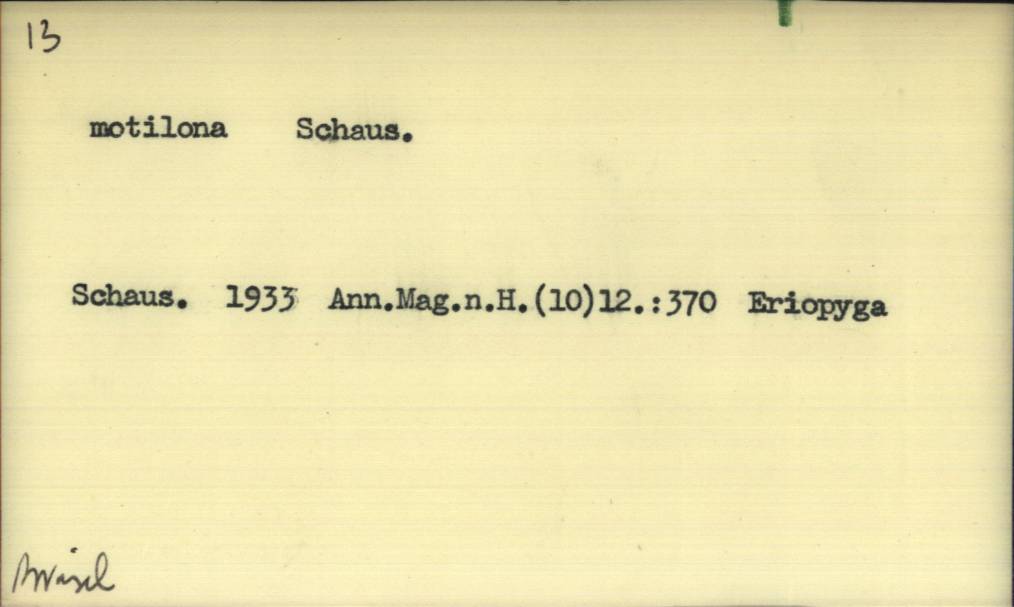 13
motilona Schaus.
Schaus. 1933 Ann.Mag.n.H.(10)12.:370 Eriopyga